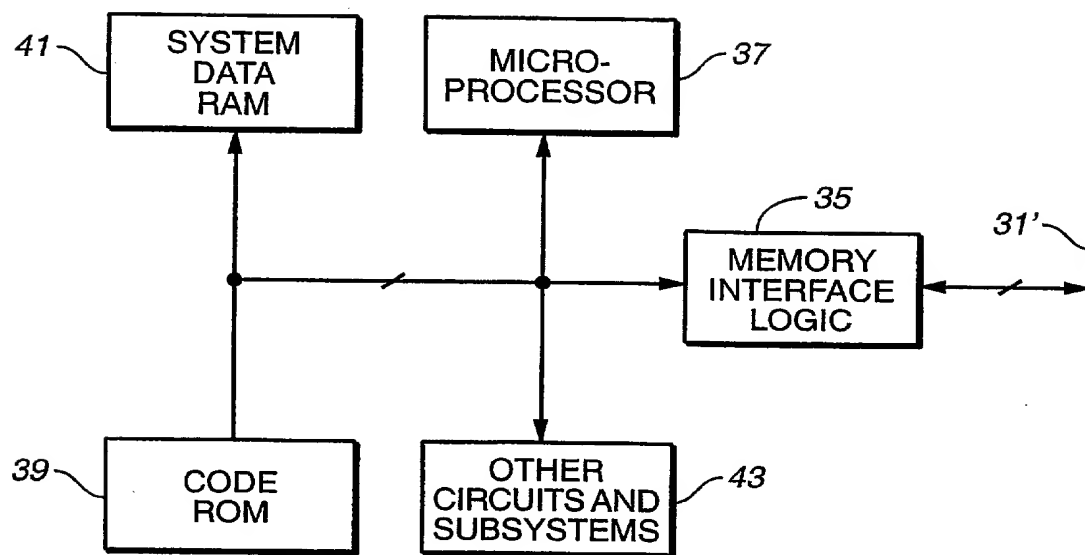 41
SYSTEM
DATA
RAM
MICRO-
PROCESSOR
37
35
MEMORY
INTERFACE
LOGIC
31'
39
CODE
ROM
OTHER
CIRCUITS AND
SUBSYSTEMS
43